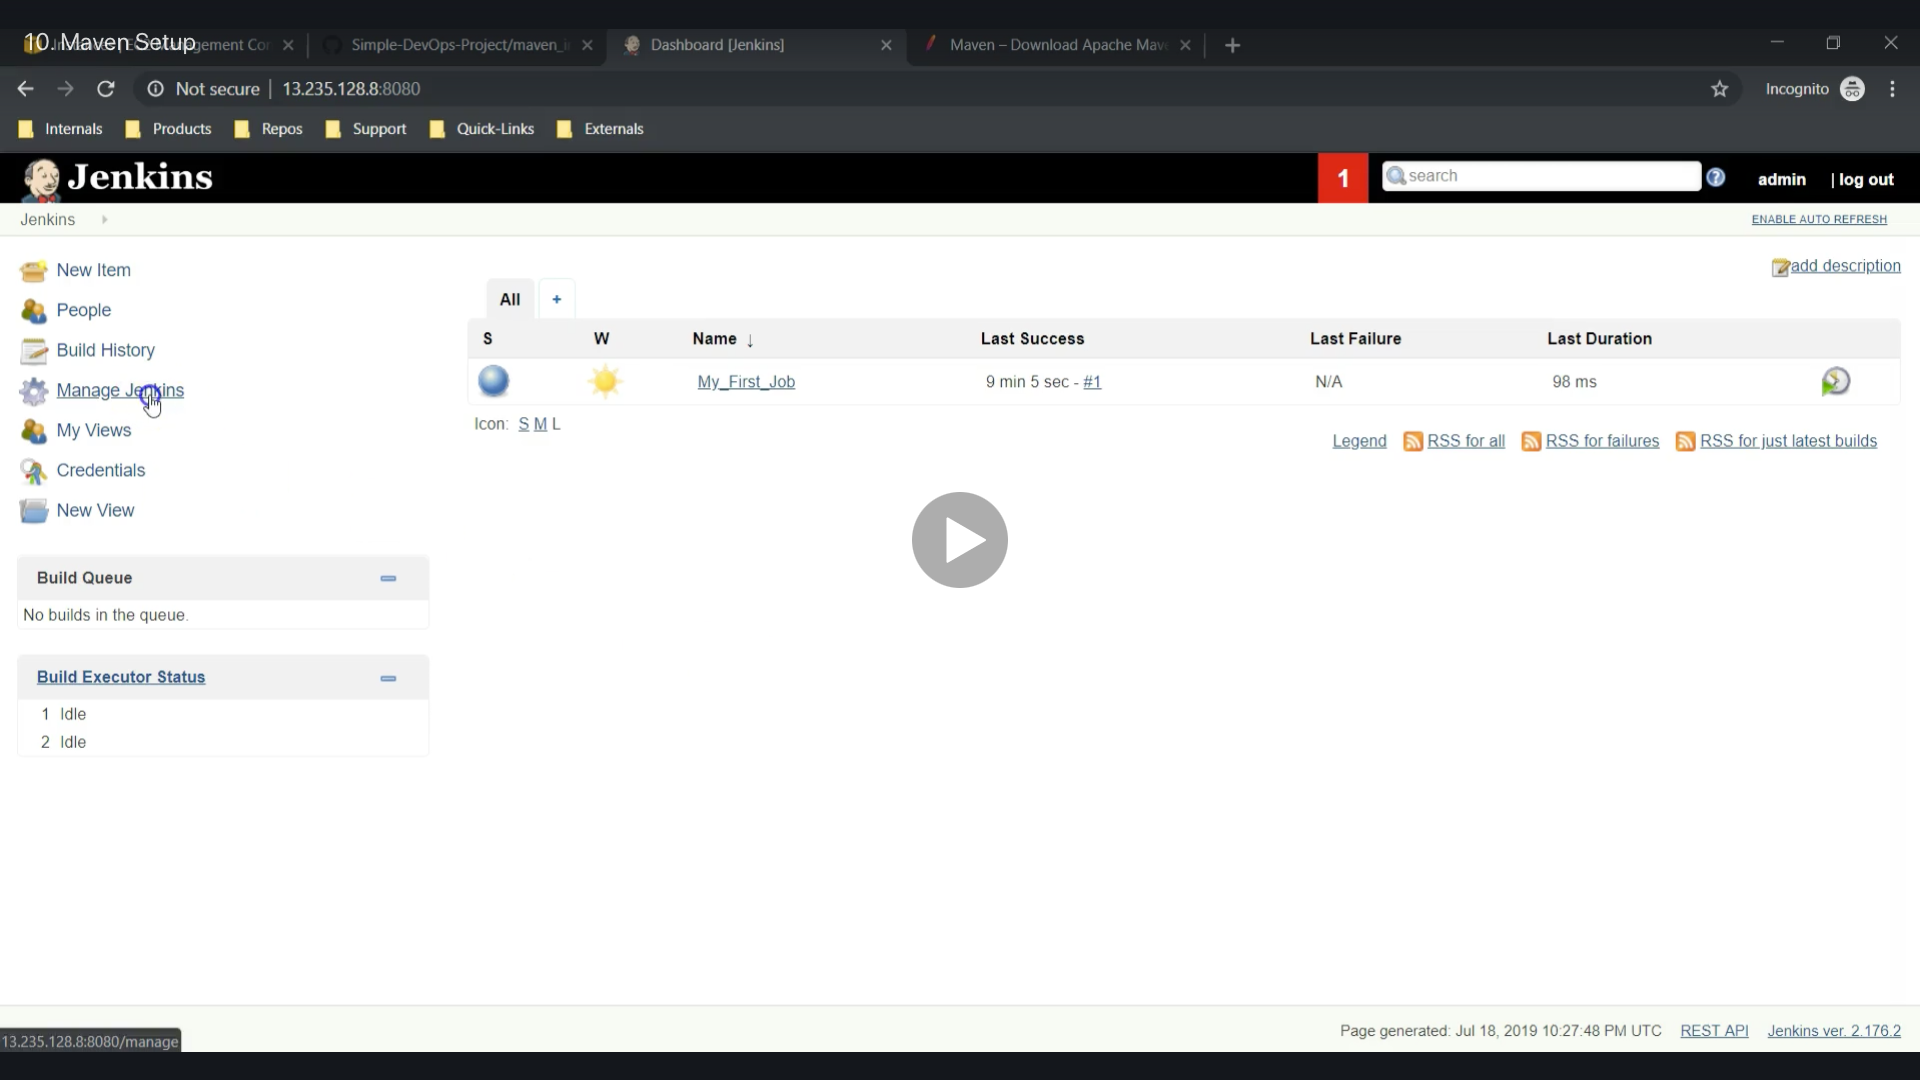 10. Maven Setup
Simple-DevOps-Project/maven_i
Dashboard [Jenkins]
Maven – Download Apache Mav
Not secure | 13.235.128.8:8080
Incognito
Internals
Products
Repos
Support
Quick-Links
Externals
Jenkins
1
search
admin
| log out
Jenkins
ENABLE AUTO REFRESH
New Item
People
Build History
Manage Jenkins
My Views
Credentials
New View
add description
All
+
S W Name ↓ Last Success Last Failure Last Duration
My_First_Job 9 min 5 sec - #1 N/A 98 ms
Icon: S M L
Legend RSS for all RSS for failures RSS for just latest builds
Build Queue
No builds in the queue.
Build Executor Status
1 Idle
2 Idle
Page generated: Jul 18, 2019 10:27:48 PM UTC REST API Jenkins ver. 2.176.2
13.235.128.8:8080/manage